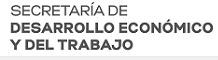 SECRETARÍA DE
DESARROLLO ECONÓMICO
Y DEL TRABAJO